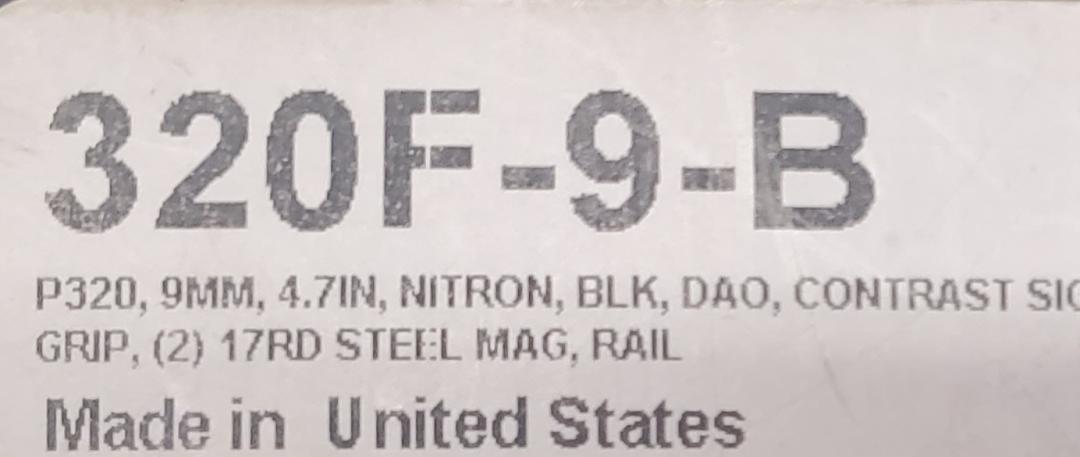 320F-9-B
P320, 9MM, 4.7IN, NITRON, BLK, DAO, CONTRAST
GRIP, (2) 17RD STEEL MAG, RAIL
Made in United States